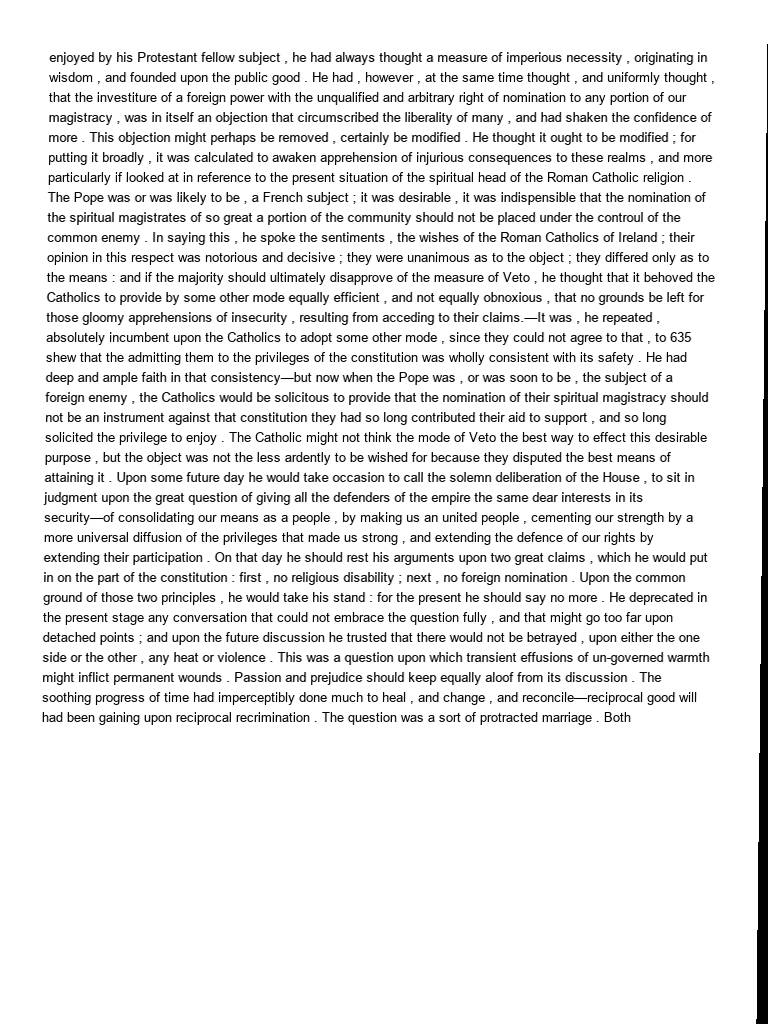 enjoyed by his Protestant fellow subject , he had always thought a measure of imperious necessity , originating in
wisdom , and founded upon the public good . He had , however , at the same time thought , and uniformly thought ,
that the investiture of a foreign power with the unqualified and arbitrary right of nomination to any portion of our
magistracy , was in itself an objection that circumscribed the liberality of many , and had shaken the confidence of
more . This objection might perhaps be removed , certainly be modified . He thought it ought to be modified ; for
putting it broadly , it was calculated to awaken apprehension of injurious consequences to these realms , and more
particularly if looked at in reference to the present situation of the spiritual head of the Roman Catholic religion .
The Pope was or was likely to be , a French subject ; it was desirable , it was indispensible that the nomination of
the spiritual magistrates of so great a portion of the community should not be placed under the controul of the
common enemy . In saying this , he spoke the sentiments , the wishes of the Roman Catholics of Ireland ; their
opinion in this respect was notorious and decisive ; they were unanimous as to the object ; they differed only as to
the means : and if the majority should ultimately disapprove of the measure of Veto , he thought that it behoved the
Catholics to provide by some other mode equally efficient , and not equally obnoxious , that no grounds be left for
those gloomy apprehensions of insecurity , resulting from acceding to their claims.—It was , he repeated ,
absolutely incumbent upon the Catholics to adopt some other mode , since they could not agree to that , to 635
shew that the admitting them to the privileges of the constitution was wholly consistent with its safety . He had
deep and ample faith in that consistency—but now when the Pope was , or was soon to be , the subject of a
foreign enemy , the Catholics would be solicitous to provide that the nomination of their spiritual magistracy should
not be an instrument against that constitution they had so long contributed their aid to support , and so long
solicited the privilege to enjoy . The Catholic might not think the mode of Veto the best way to effect this desirable
purpose , but the object was not the less ardently to be wished for because they disputed the best means of
attaining it . Upon some future day he would take occasion to call the solemn deliberation of the House , to sit in
judgment upon the great question of giving all the defenders of the empire the same dear interests in its
security—of consolidating our means as a people , by making us an united people , cementing our strength by a
more universal diffusion of the privileges that made us strong , and extending the defence of our rights by
extending their participation . On that day he should rest his arguments upon two great claims , which he would put
in on the part of the constitution : first , no religious disability ; next , no foreign nomination . Upon the common
ground of those two principles , he would take his stand : for the present he should say no more . He deprecated in
the present stage any conversation that could not embrace the question fully , and that might go too far upon
detached points ; and upon the future discussion he trusted that there would not be betrayed , upon either the one
side or the other , any heat or violence . This was a question upon which transient effusions of un-governed warmth
might inflict permanent wounds . Passion and prejudice should keep equally aloof from its discussion . The
soothing progress of time had imperceptibly done much to heal , and change , and reconcile—reciprocal good will
had been gaining upon reciprocal recrimination . The question was a sort of protracted marriage . Both